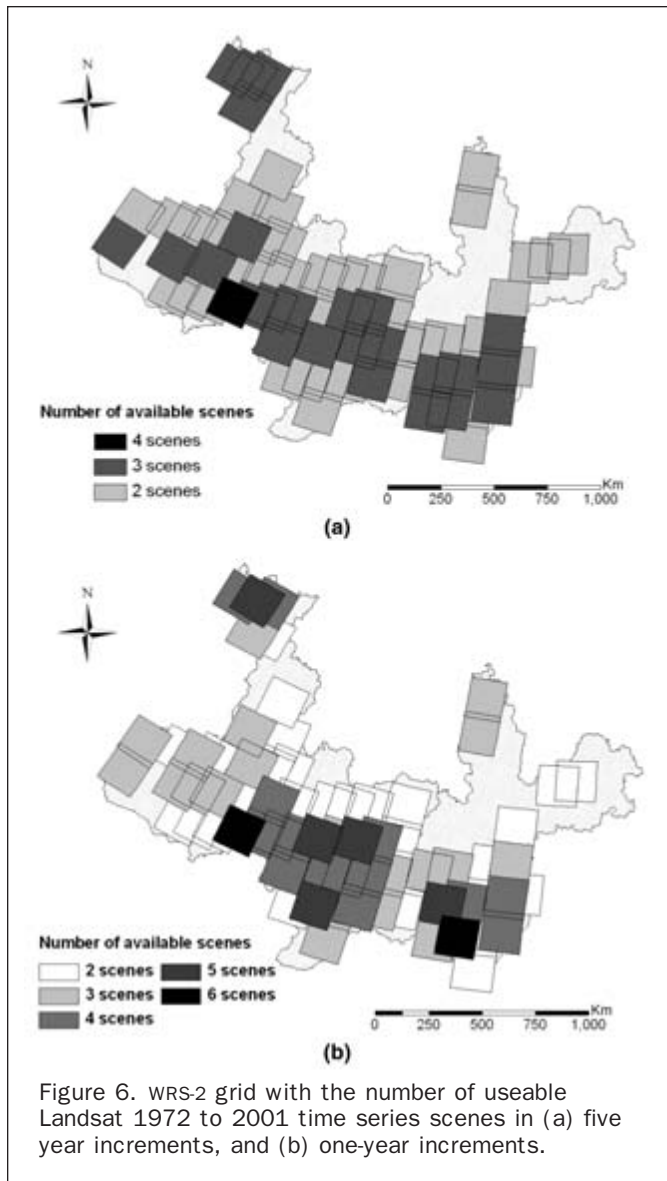 N
Number of available scenes
4 scenes
3 scenes
2 scenes
Km
0 250 500 750 1,000
(a)
N
Number of available scenes
2 scenes 5 scenes
3 scenes 6 scenes
4 scenes
Km
0 250 500 750 1,000
(b)
Figure 6. WRS-2 grid with the number of useable
Landsat 1972 to 2001 time series scenes in (a) five
year increments, and (b) one-year increments.